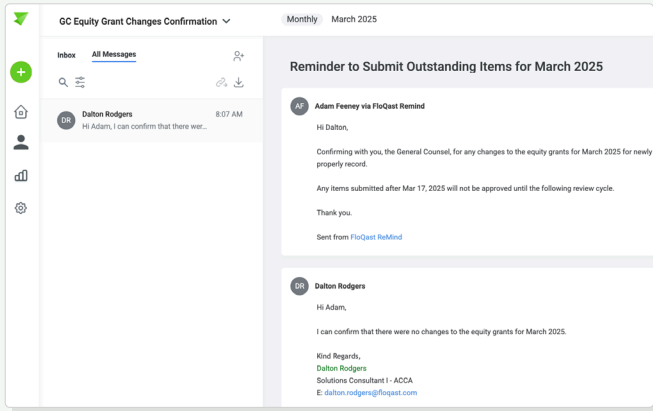 GC Equity Grant Changes Confirmation
Monthly March 2025
Inbox All Messages
Reminder to Submit Outstanding Items for March 2025
DR
Dalton Rodgers 8:07 AM
Hi Adam, I can confirm that there wer...
AF
Adam Feeney via FloQast Remind
Hi Dalton,
Confirming with you, the General Counsel, for any changes to the equity grants for March 2025 for newly
properly record.
Any items submitted after Mar 17, 2025 will not be approved until the following review cycle.
Thank you.
Sent from FloQast ReMind
DR
Dalton Rodgers
Hi Adam,
I can confirm that there were no changes to the equity grants for March 2025.
Kind Regards,
Dalton Rodgers
Solutions Consultant I - ACCA
E: dalton.rodgers@floqast.com